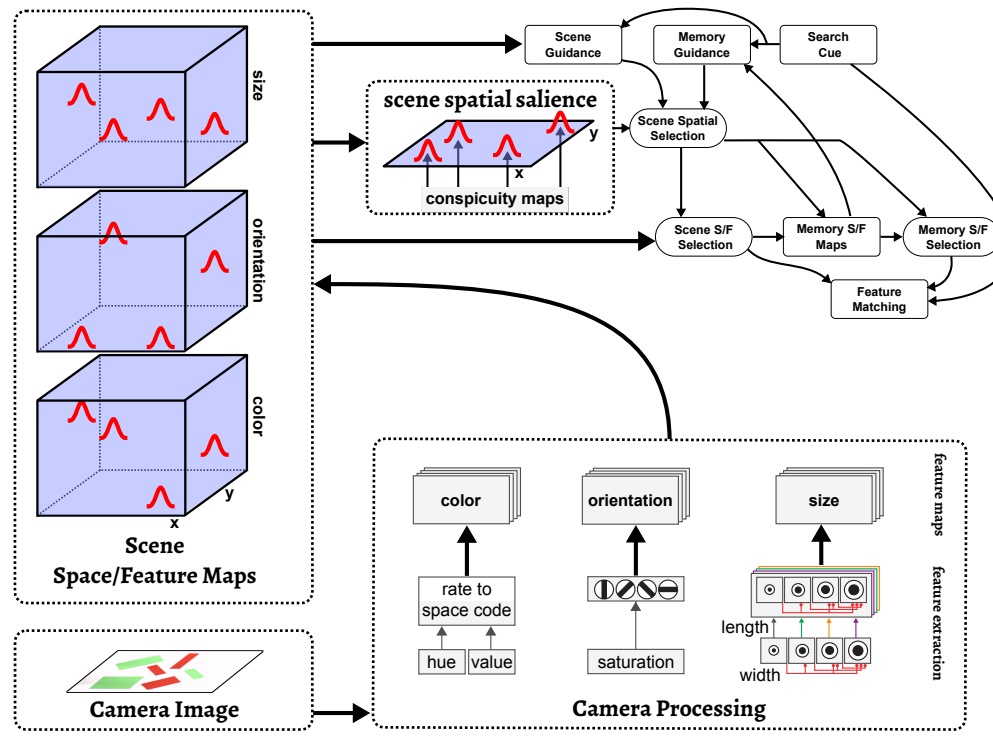 size
orientation
color
y
x
Scene
Space/Feature Maps
scene spatial salience
y
x
conspicuity maps
Scene
Guidance
Memory
Guidance
Search
Cue
Scene Spatial
Selection
Scene S/F
Selection
Memory S/F
Maps
Memory S/F
Selection
Feature
Matching
Camera Image
feature maps
color
orientation
size
feature extraction
rate to
space code
hue
value
saturation
length
width
Camera Processing